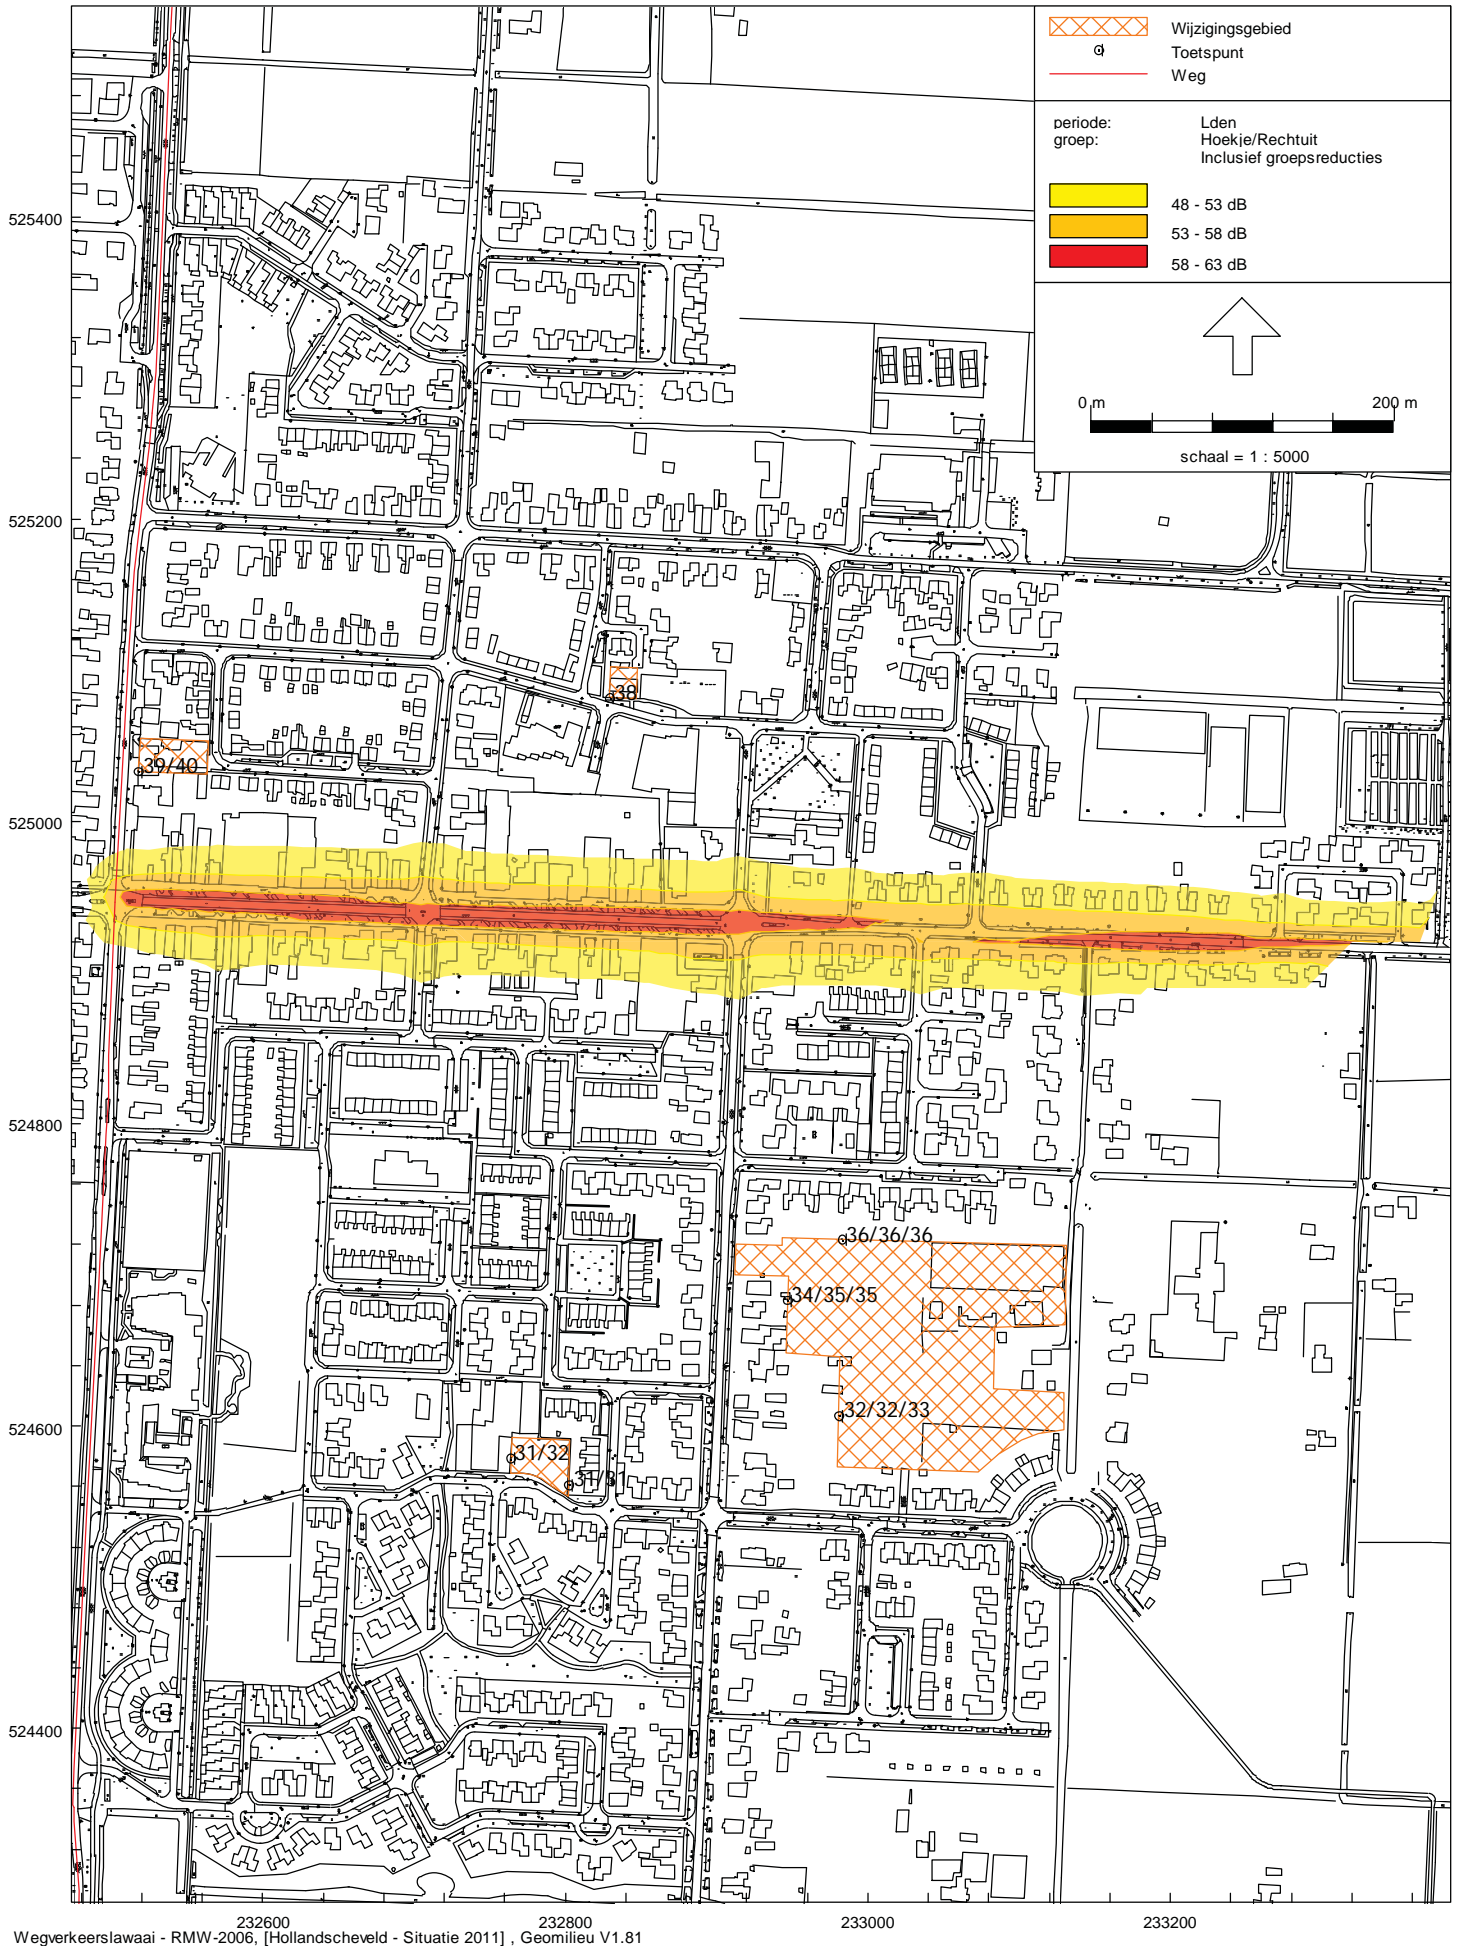 Wijzigingsgebied
Toetspunt
Weg
periode: Lden
groep: Hoekje/Rechtuit
Inclusief groepsreducties
48 - 53 dB
53 - 58 dB
58 - 63 dB
0 m 200 m
schaal = 1 : 5000
525400
525200
525000
524800
524600
524400
38
39/40
36/36/36
34/35/35
32/32/33
31/32
31/31
232600 232800 233000 233200
Wegverkeerslawaai - RMW-2006, [Hollandscheveld - Situatie 2011] , Geomilieu V1.81